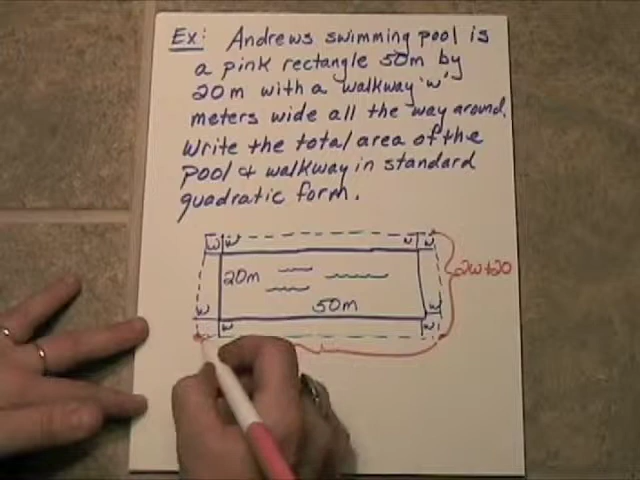 Ex: Andrews swimming pool is
a pink rectangle 50m by
20m with a walkway "w"
meters wide all the way around.
Write the total area of the
pool & walkway in standard
quadratic form.
w w w w
20m
2w+20
50m
w w
w w